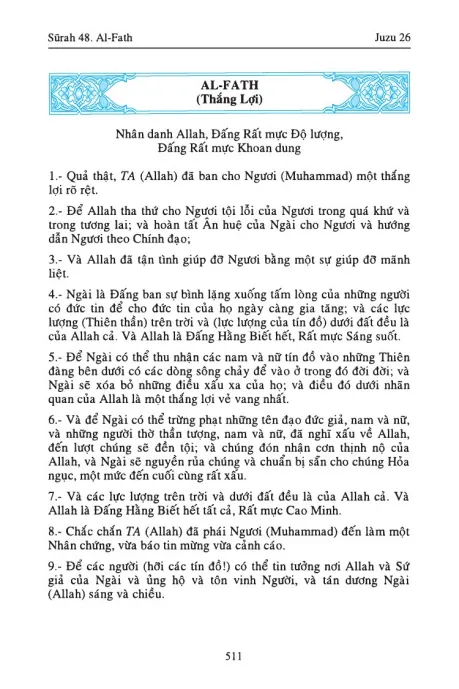 Sūrah 48. Al-Fath
Juzu 26
AL-FATH
(Thắng Lợi)
Nhân danh Allah, Đấng Rất mực Độ lượng,
Đấng Rất mực Khoan dung
1.- Quả thật, TA (Allah) đã ban cho Ngươi (Muhammad) một thắng
lợi rõ rệt.
2.- Để Allah tha thứ cho Ngươi tội lỗi của Ngươi trong quá khứ và
trong tương lai; và hoàn tất Ân huệ của Ngài cho Ngươi và hướng
dẫn Ngươi theo Chính đạo;
3.- Và Allah đã tận tình giúp đỡ Ngươi bằng một sự giúp đỡ mãnh
liệt.
4.- Ngài là Đấng ban sự bình lặng xuống tấm lòng của những người
có đức tin để cho đức tin của họ ngày càng gia tăng; và các lực
lượng (Thiên thần) trên trời và (lực lượng của tín đồ) dưới đất đều là
của Allah cả. Và Allah là Đấng Hằng Biết hết, Rất mực Sáng suốt.
5.- Để Ngài có thể thu nhận các nam và nữ tín đồ vào những Thiên
đàng bên dưới có các dòng sông chảy để vào ở trong đó đời đời; và
Ngài sẽ xóa bỏ những điều xấu xa của họ; và điều đó dưới nhãn
quan của Allah là một thắng lợi vẻ vang nhất.
6.- Và để Ngài có thể trừng phạt những tên đạo đức giả, nam và nữ,
và những người thờ thần tượng, nam và nữ, đã nghĩ xấu về Allah,
đến lượt chúng sẽ đền tội; và chúng đón nhận cơn thịnh nộ của
Allah, và Ngài sẽ nguyền rủa chúng và chuẩn bị sẵn cho chúng Hỏa
ngục, một mức đến cuối cùng rất xấu.
7.- Và các lực lượng trên trời và dưới đất đều là của Allah cả. Và
Allah là Đấng Hằng Biết hết tất cả, Rất mực Cao Minh.
8.- Chắc chắn TA (Allah) đã phái Ngươi (Muhammad) đến làm một
Nhân chứng, vừa báo tin mừng vừa cảnh cáo.
9.- Để các người (hỡi các tín đồ!) có thể tin tưởng nơi Allah và Sứ
giả của Ngài và ủng hộ và tôn vinh Người, và tán dương Ngài
(Allah) sáng và chiều.
511